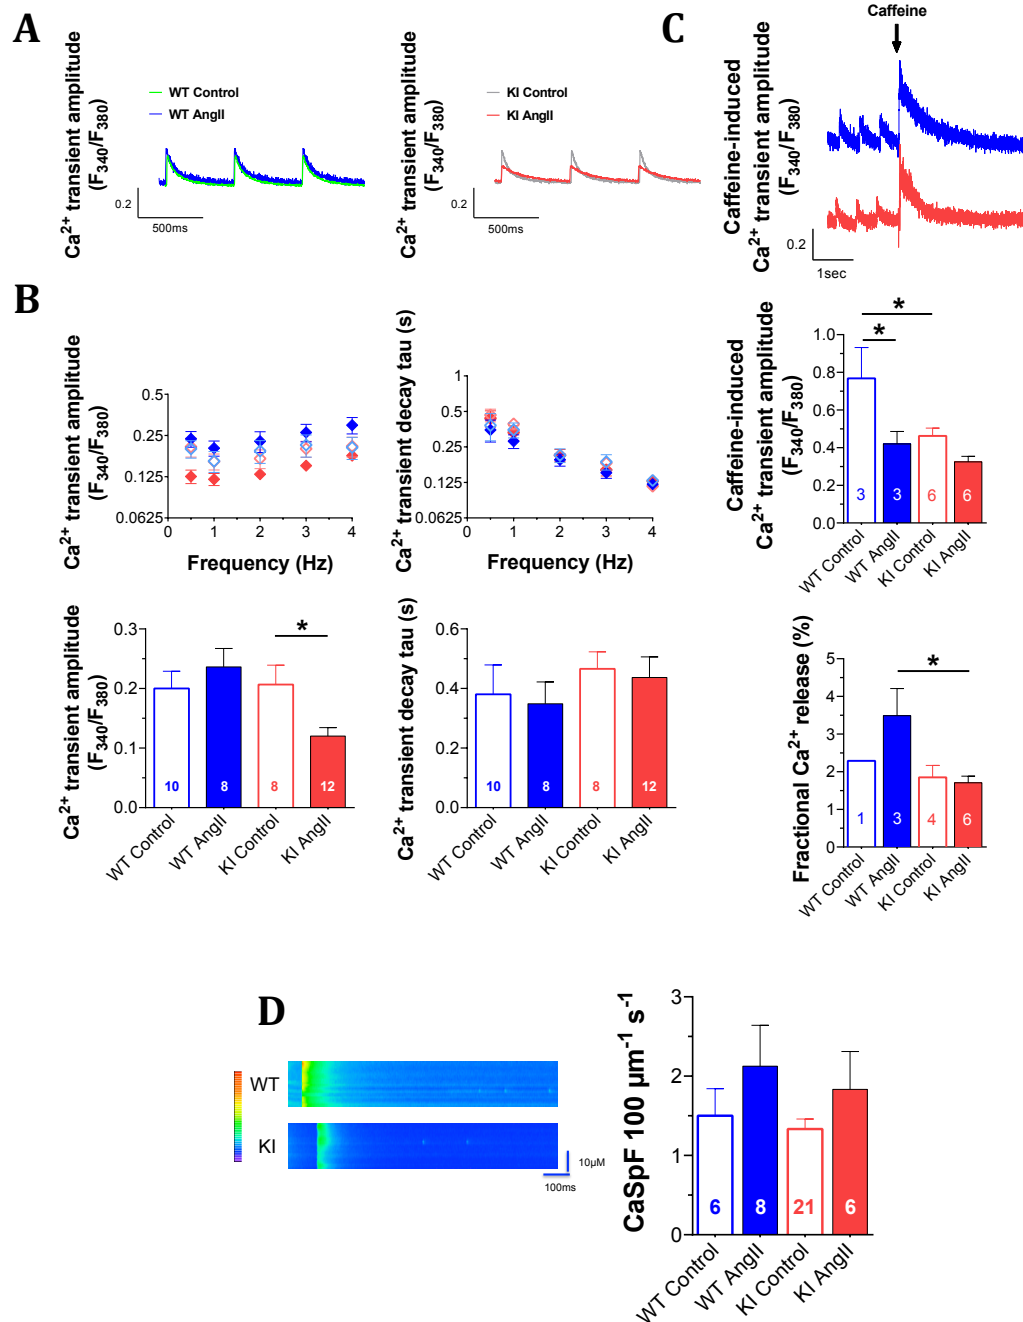 A
Ca2+ transient amplitude
(F340/F380)
WT Control
WT AngII
0.2
500ms
Ca2+ transient amplitude
(F340/F380)
KI Control
KI AngII
0.2
500ms
C
Caffeine
Caffeine-induced
Ca2+ transient amplitude
(F340/F380)
0.2
1sec
B
Ca2+ transient amplitude
(F340/F380)
0.5
0.25
0.125
0.0625
0 1 2 3 4
Frequency (Hz)
Ca2+ transient decay tau (s)
1
0.5
0.25
0.125
0.0625
0 1 2 3 4
Frequency (Hz)
Caffeine-induced
Ca2+ transient amplitude
(F340/F380)
1.0
0.8
0.6
0.4
0.2
0.0
*
*
3 3 6 6
WT Control
WT AngII
KI Control
KI AngII
Ca2+ transient amplitude
(F340/F380)
0.3
0.2
0.1
0.0
*
10 8 8 12
WT Control
WT AngII
KI Control
KI AngII
Ca2+ transient decay tau (s)
0.6
0.4
0.2
0.0
10 8 8 12
WT Control
WT AngII
KI Control
KI AngII
Fractional Ca2+ release (%)
5
4
3
2
1
0
*
1 3 4 6
WT Control
WT AngII
KI Control
KI AngII
D
WT
KI
10µM
100ms
CaSpF 100 µm-1 s-1
3
2
1
0
6 8 21 6
WT Control
WT AngII
KI Control
KI AngII